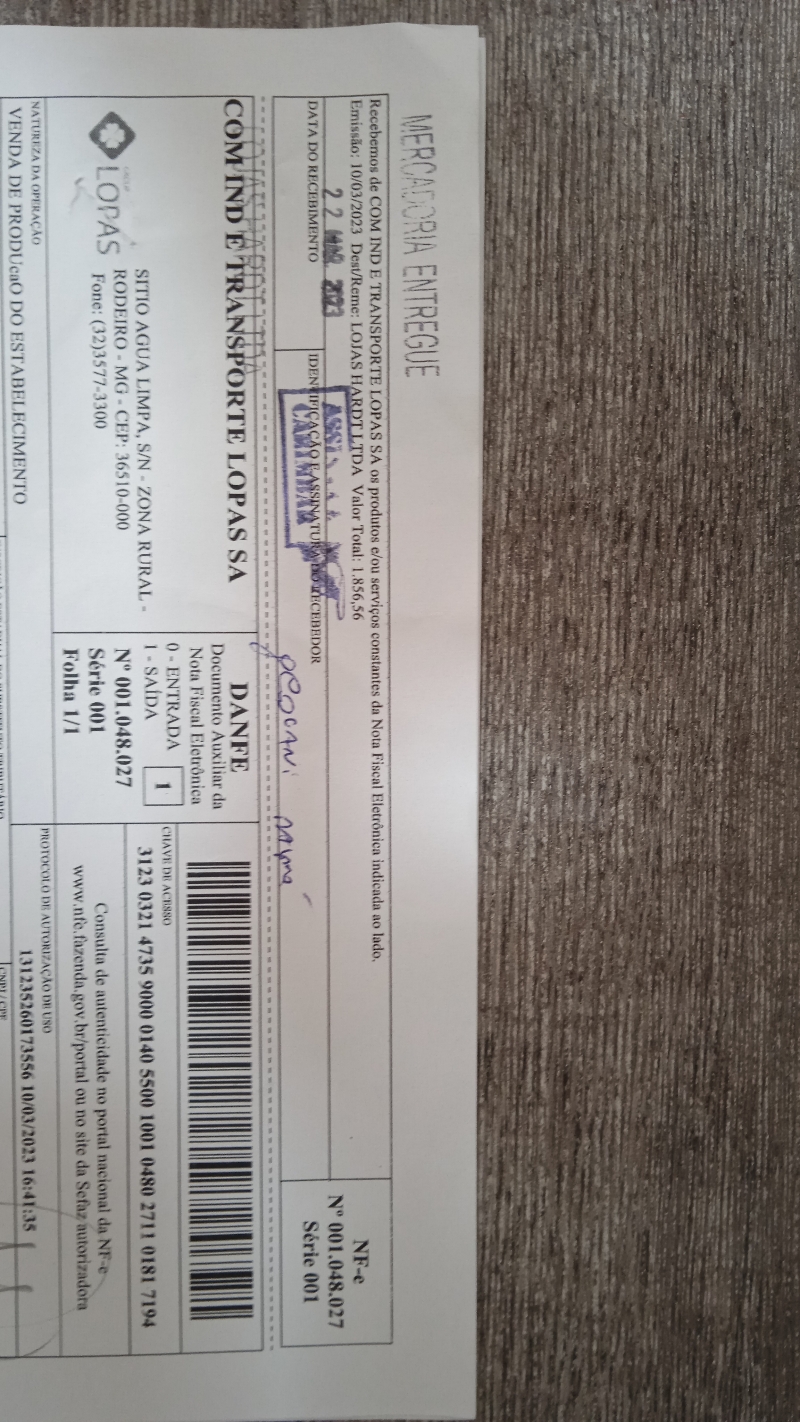 MERCADORIA ENTREGUE
Recebemos de COM IND E TRANSPORTE LOPAS SA os produtos e/ou serviços constantes da Nota Fiscal Eletrônica indicada ao lado.
Emissão: 10/03/2023 Dest/Reme: LOJAS HARDT LTDA Valor Total: 1.856,56
DATA DO RECEBIMENTO
22 MAR. 2023
IDENTIFICAÇÃO E ASSINATURA DO RECEBEDOR
NF-e
Nº 001.048.027
Série 001
COM IND E TRANSPORTE LOPAS SA
LOPAS
SITIO AGUA LIMPA, S/N - ZONA RURAL -
RODEIRO - MG - CEP: 36510-000
Fone: (32)3577-3300
DANFE
Documento Auxiliar da
Nota Fiscal Eletrônica
0 - ENTRADA
1 - SAÍDA
1
Nº 001.048.027
Série 001
Folha 1/1
CHAVE DE ACESSO
3123 0321 4735 9000 0140 5500 1001 0480 2711 0181 7194
Consulta de autenticidade no portal nacional da NF-e
www.nfe.fazenda.gov.br/portal ou no site da Sefaz autorizadora
NATUREZA DA OPERAÇÃO
VENDA DE PRODUcaO DO ESTABELECIMENTO
PROTOCOLO DE AUTORIZAÇÃO DE USO
131235260173556 10/03/2023 16:41:35
CNPJ / CPF